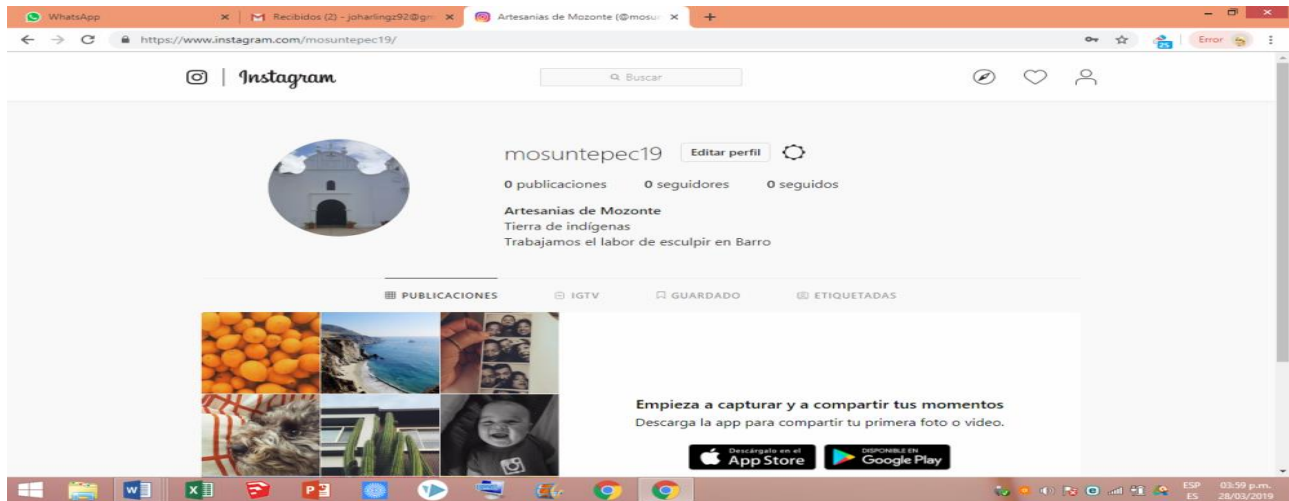 WhatsApp
Recibidos (2) - joharlingz92@gm
Artesanias de Mozonte (@mosun
https://www.instagram.com/mosuntepec19/
Error
25
Instagram
Buscar
mosuntepec19 Editar perfil
0 publicaciones 0 seguidores 0 seguidos
Artesanias de Mozonte
Tierra de indígenas
Trabajamos el labor de esculpir en Barro
PUBLICACIONES IGTV GUARDADO ETIQUETADAS
Empieza a capturar y a compartir tus momentos
Descarga la app para compartir tu primera foto o video.
Descárgalo en el
App Store
DISPONIBLE EN
Google Play
ESP 03:59 p.m.
ES 28/03/2019